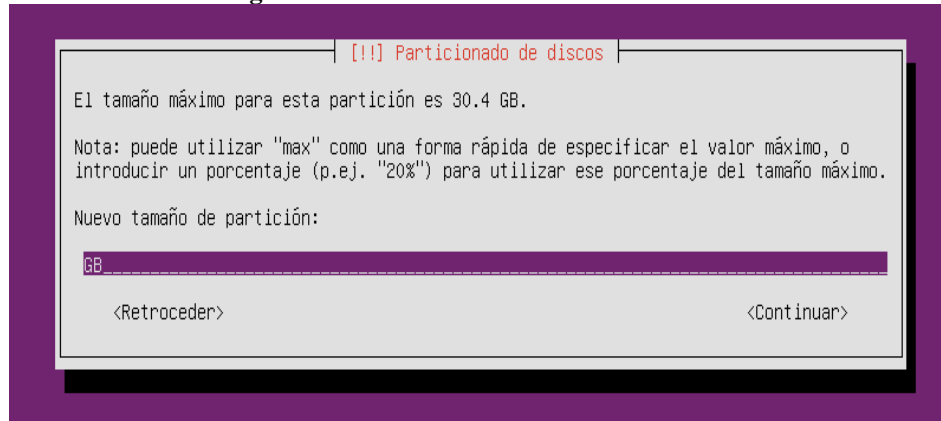 [!!] Particionado de discos
El tamaño máximo para esta partición es 30.4 GB.
Nota: puede utilizar "max" como una forma rápida de especificar el valor máximo, o
introducir un porcentaje (p.ej. "20%") para utilizar ese porcentaje del tamaño máximo.
Nuevo tamaño de partición:
GB
<Retroceder> <Continuar>